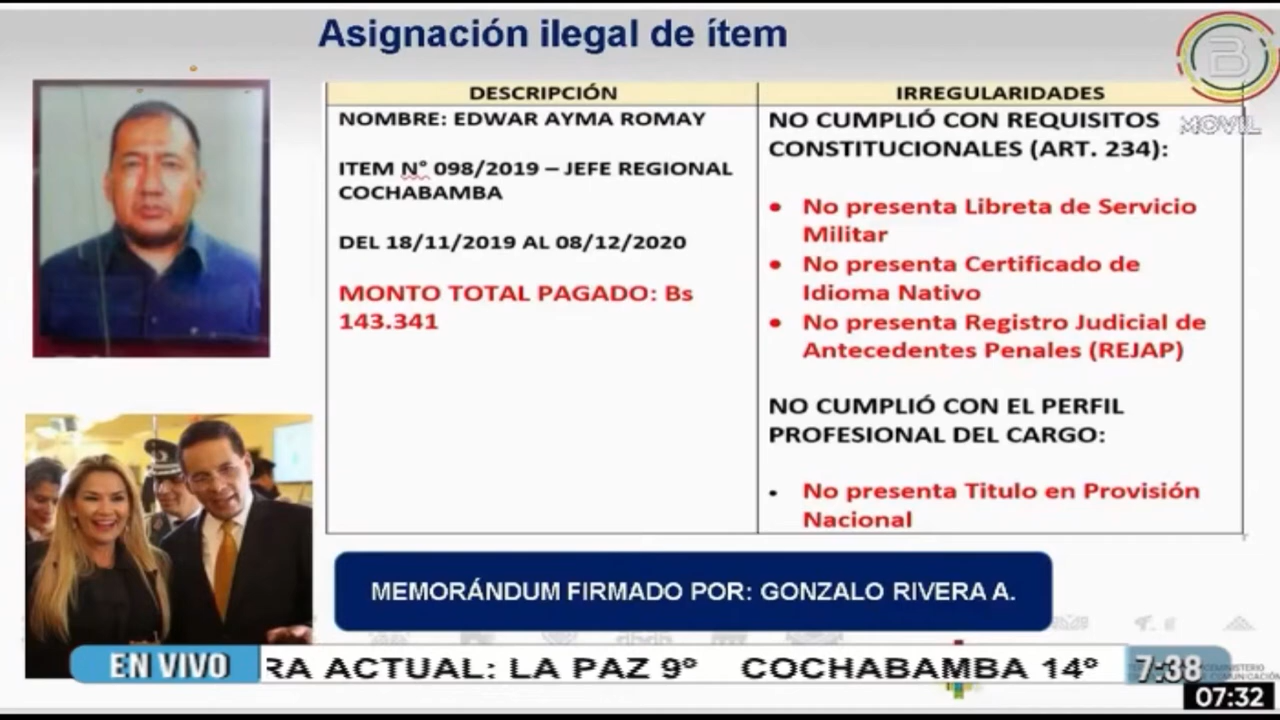 Asignación ilegal de ítem
B
MÓVIL
DESCRIPCIÓN
NOMBRE: EDWAR AYMA ROMAY
ITEM N° 098/2019 – JEFE REGIONAL
COCHABAMBA
DEL 18/11/2019 AL 08/12/2020
MONTO TOTAL PAGADO: Bs
143.341
IRREGULARIDADES
NO CUMPLIÓ CON REQUISITOS
CONSTITUCIONALES (ART. 234):
• No presenta Libreta de Servicio
Militar
• No presenta Certificado de
Idioma Nativo
• No presenta Registro Judicial de
Antecedentes Penales (REJAP)
NO CUMPLIÓ CON EL PERFIL
PROFESIONAL DEL CARGO:
• No presenta Titulo en Provisión
Nacional
MEMORÁNDUM FIRMADO POR: GONZALO RIVERA A.
EN VIVO
RA ACTUAL: LA PAZ 9º COCHABAMBA 14º
7:38
07:32